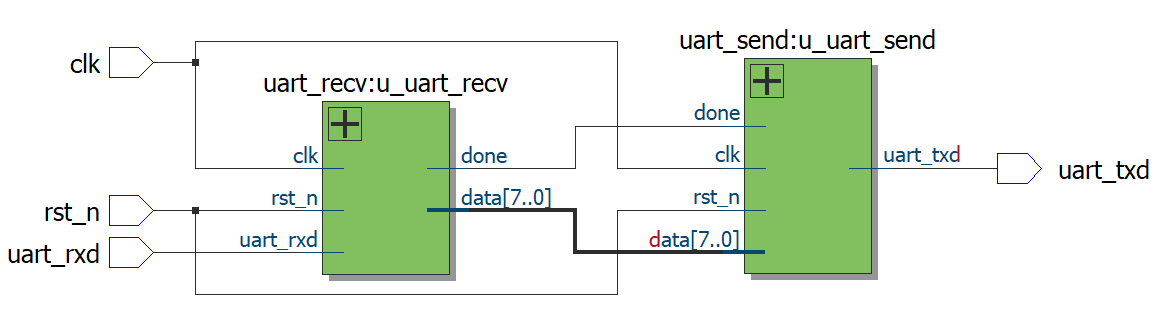 uart_send:u_uart_send
clk
uart_recv:u_uart_recv
done
clk
done
clk
uart_txd
uart_txd
rst_n
data[7..0]
rst_n
rst_n
uart_rxd
data[7..0]
uart_rxd